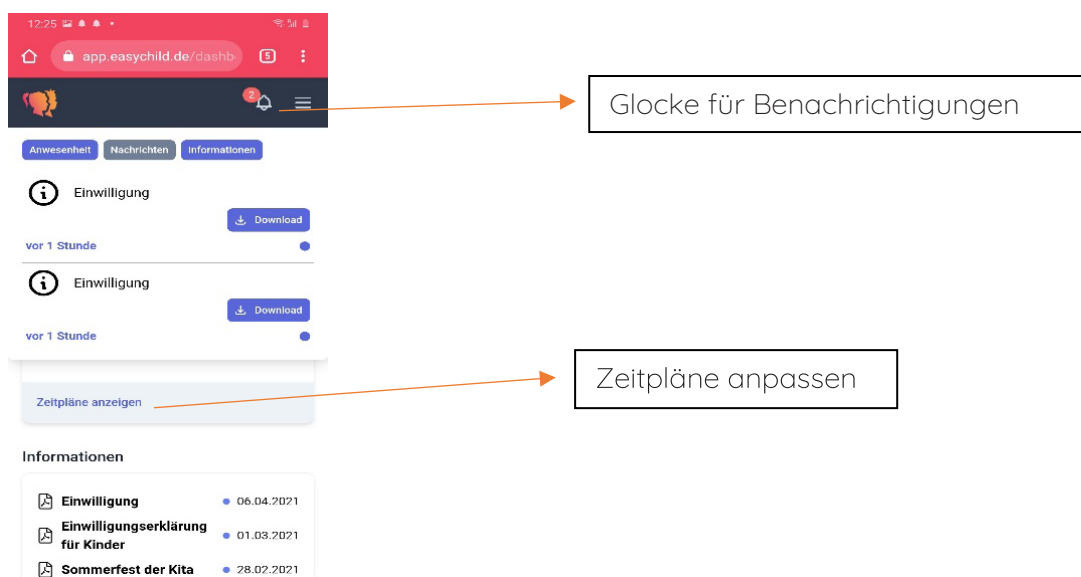 12:25
app.easychild.de/dashb
5
2
Glocke für Benachrichtigungen
Anwesenheit Nachrichten Informationen
Einwilligung
Download
vor 1 Stunde
Einwilligung
Download
vor 1 Stunde
Zeitpläne anpassen
Zeitpläne anzeigen
Informationen
Einwilligung 06.04.2021
Einwilligungserklärung
für Kinder 01.03.2021
Sommerfest der Kita 28.02.2021